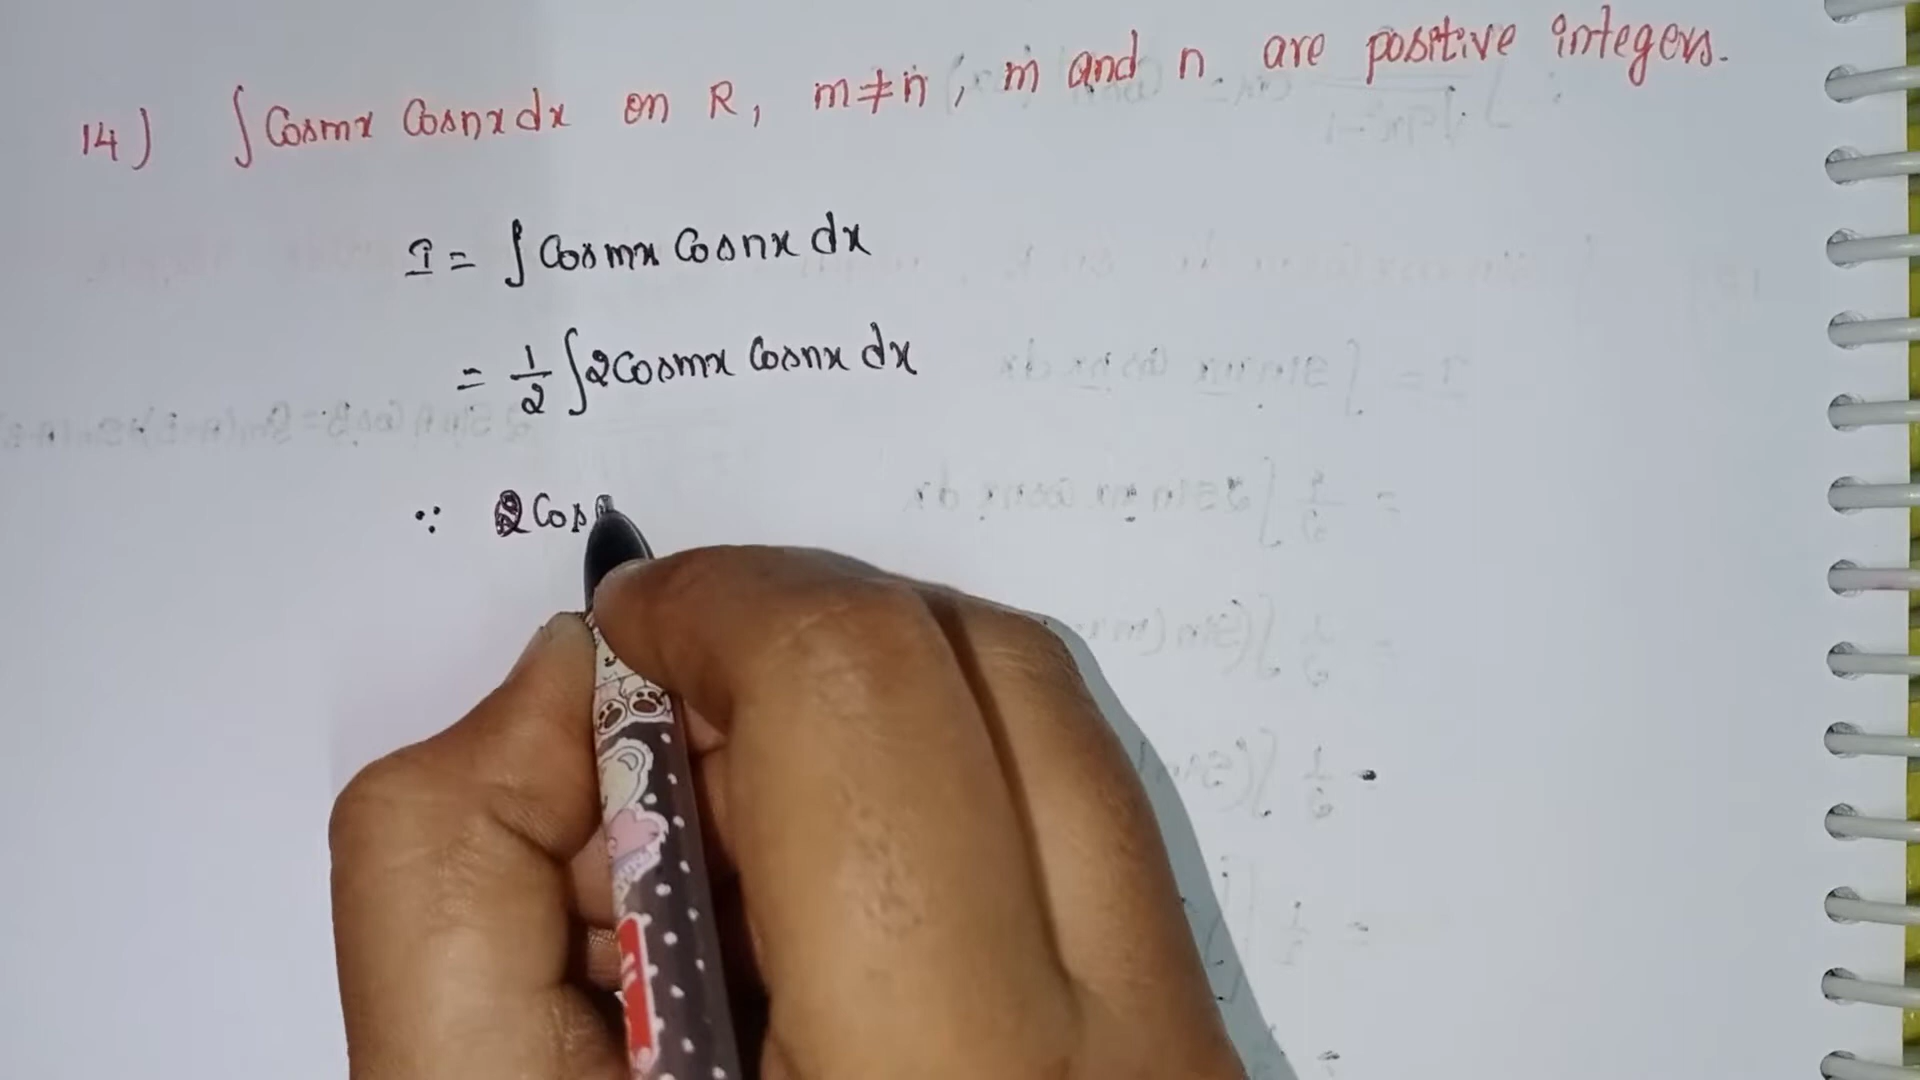 14) ∫ Cosmx Cosnx dx on R, m≠n, m and n. are positive integers.
I = ∫ Cosmx Cosnx dx
= 1/2 ∫ 2Cosmx Cosnx dx
∵ 2Cos